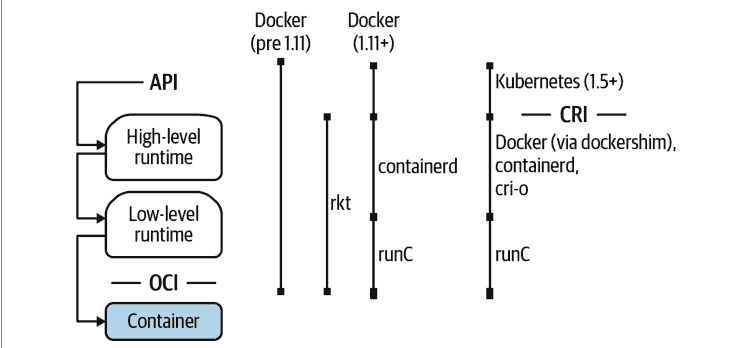 Docker
(pre 1.11)
Docker
(1.11+)
API
Kubernetes (1.5+)
CRI
High-level
runtime
Docker (via dockershim),
containerd,
cri-o
containerd
rkt
Low-level
runtime
runC
runC
OCI
Container